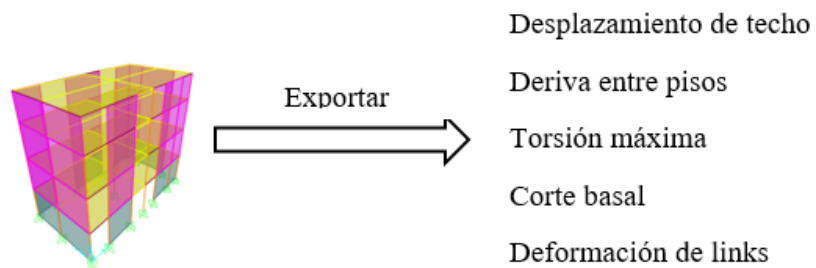 Desplazamiento de techo
Deriva entre pisos
Exportar
Torsión máxima
Corte basal
Deformación de links